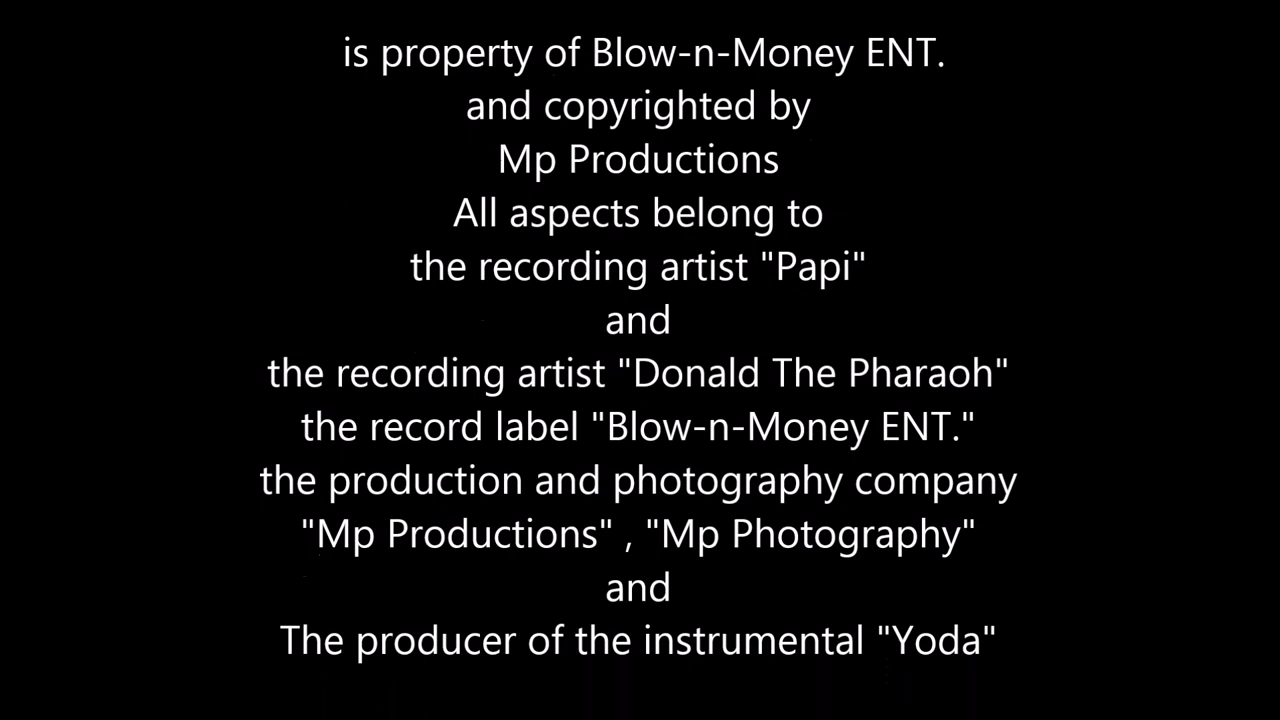 is property of Blow-n-Money ENT.
and copyrighted by
Mp Productions
All aspects belong to
the recording artist "Papi"
and
the recording artist "Donald The Pharaoh"
the record label "Blow-n-Money ENT."
the production and photography company
"Mp Productions" , "Mp Photography"
and
The producer of the instrumental "Yoda"